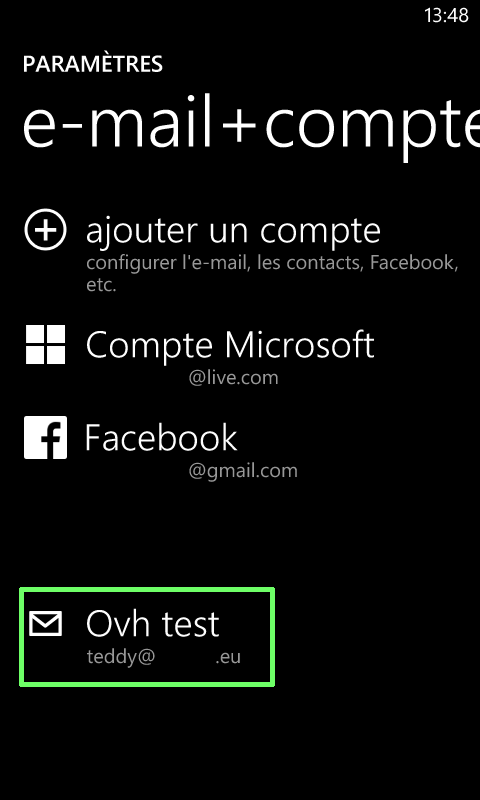 13:48
PARAMÈTRES
e-mail+compte
ajouter un compte
configurer l'e-mail, les contacts, Facebook,
etc.
Compte Microsoft
@live.com
Facebook
@gmail.com
Ovh test
teddy@ .eu